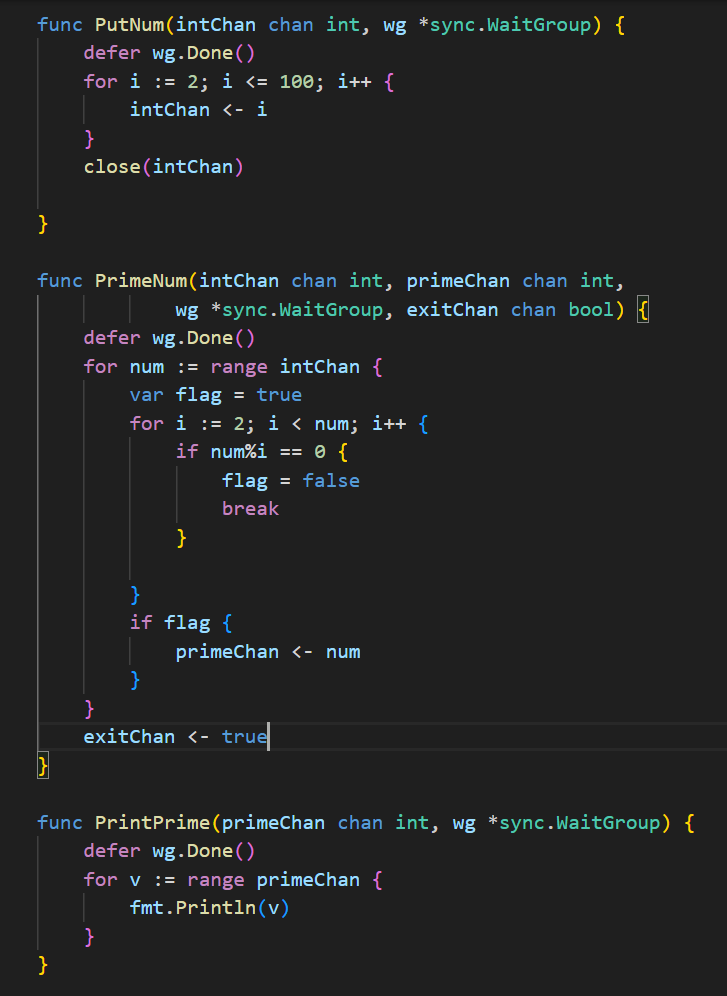 func PutNum(intChan chan int, wg *sync.WaitGroup) {
    defer wg.Done()
    for i := 2; i <= 100; i++ {
        intChan <- i
    }
    close(intChan)

}

func PrimeNum(intChan chan int, primeChan chan int,
            wg *sync.WaitGroup, exitChan chan bool) {
    defer wg.Done()
    for num := range intChan {
        var flag = true
        for i := 2; i < num; i++ {
            if num%i == 0 {
                flag = false
                break
            }

        }
        if flag {
            primeChan <- num
        }
    }
    exitChan <- true
}

func PrintPrime(primeChan chan int, wg *sync.WaitGroup) {
    defer wg.Done()
    for v := range primeChan {
        fmt.Println(v)
    }
}